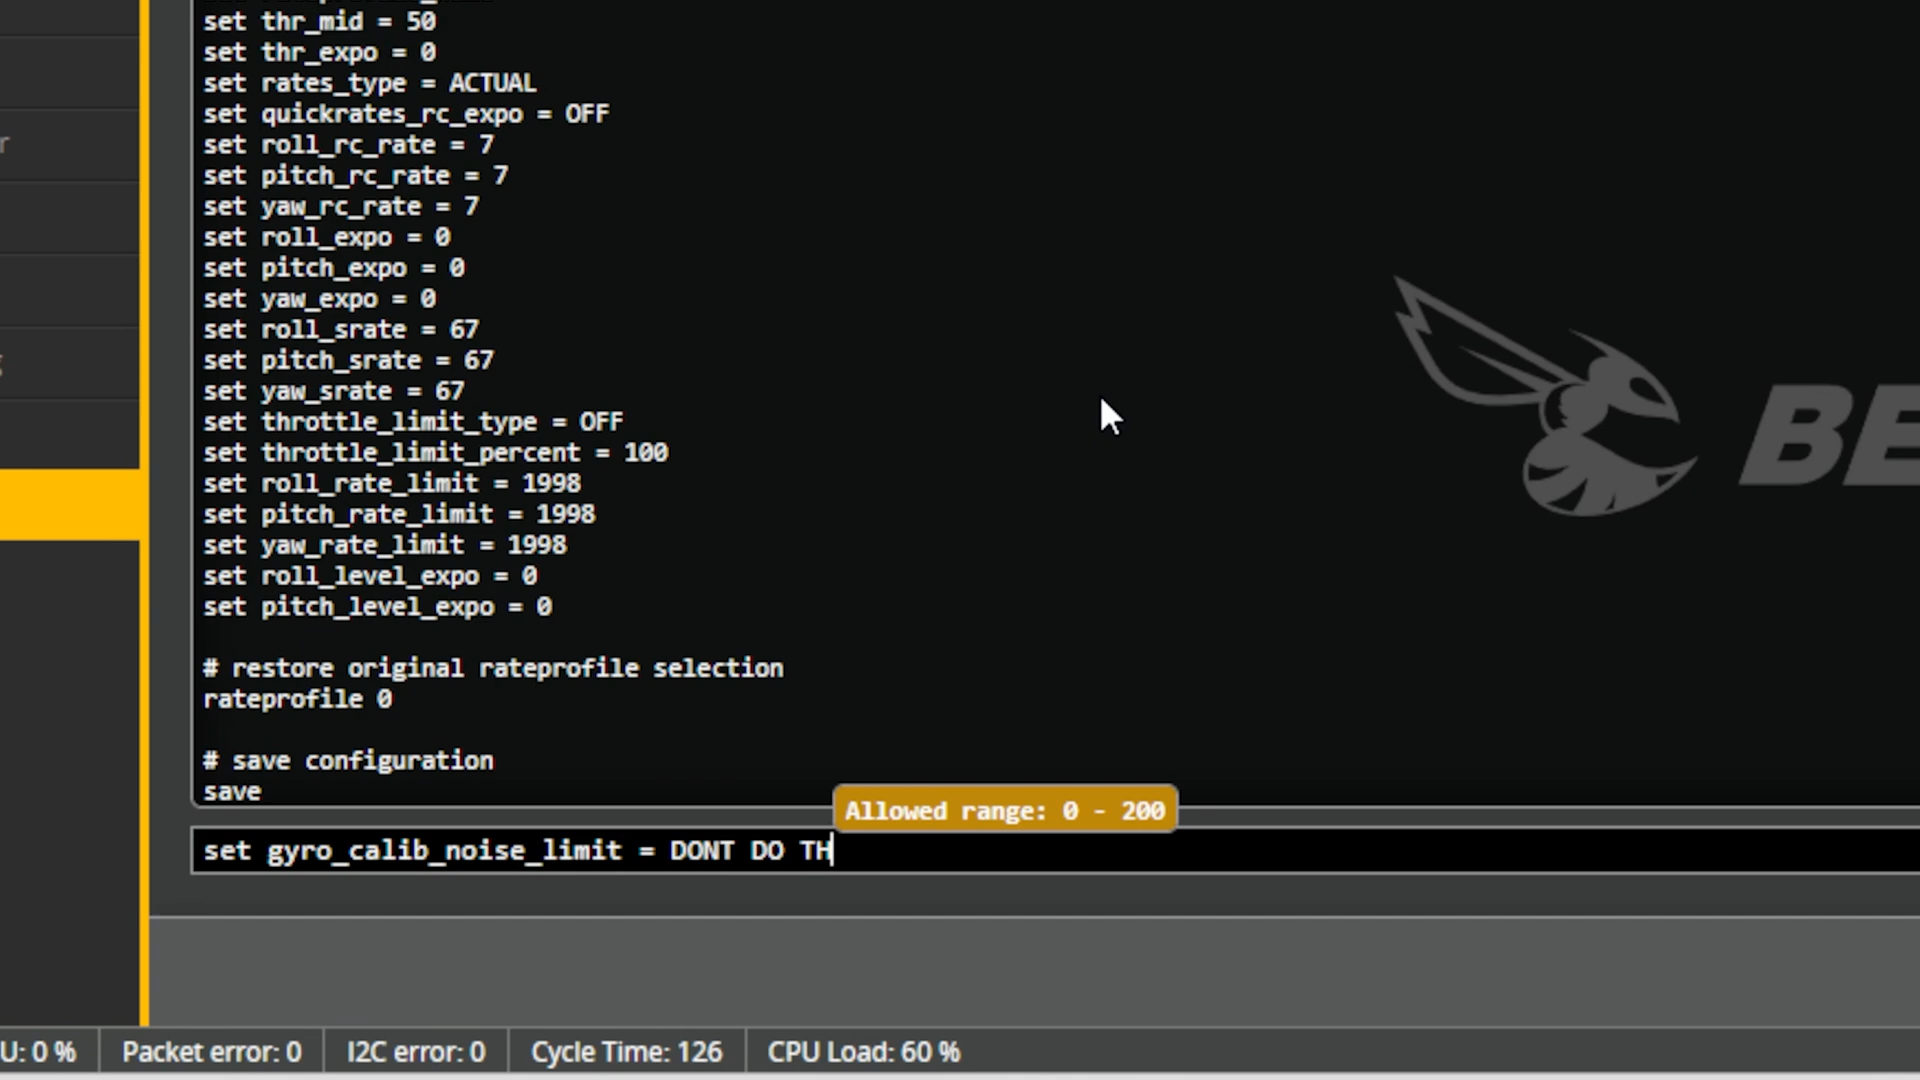 set thr_mid = 50
set thr_expo = 0
set rates_type = ACTUAL
set quickrates_rc_expo = OFF
set roll_rc_rate = 7
set pitch_rc_rate = 7
set yaw_rc_rate = 7
set roll_expo = 0
set pitch_expo = 0
set yaw_expo = 0
set roll_srate = 67
set pitch_srate = 67
set yaw_srate = 67
set throttle_limit_type = OFF
set throttle_limit_percent = 100
set roll_rate_limit = 1998
set pitch_rate_limit = 1998
set yaw_rate_limit = 1998
set roll_level_expo = 0
set pitch_level_expo = 0
# restore original rateprofile selection
rateprofile 0
# save configuration
save
Allowed range: 0 - 200
set gyro_calib_noise_limit = DONT DO TH
BE
U: 0 % Packet error: 0 I2C error: 0 Cycle Time: 126 CPU Load: 60 %